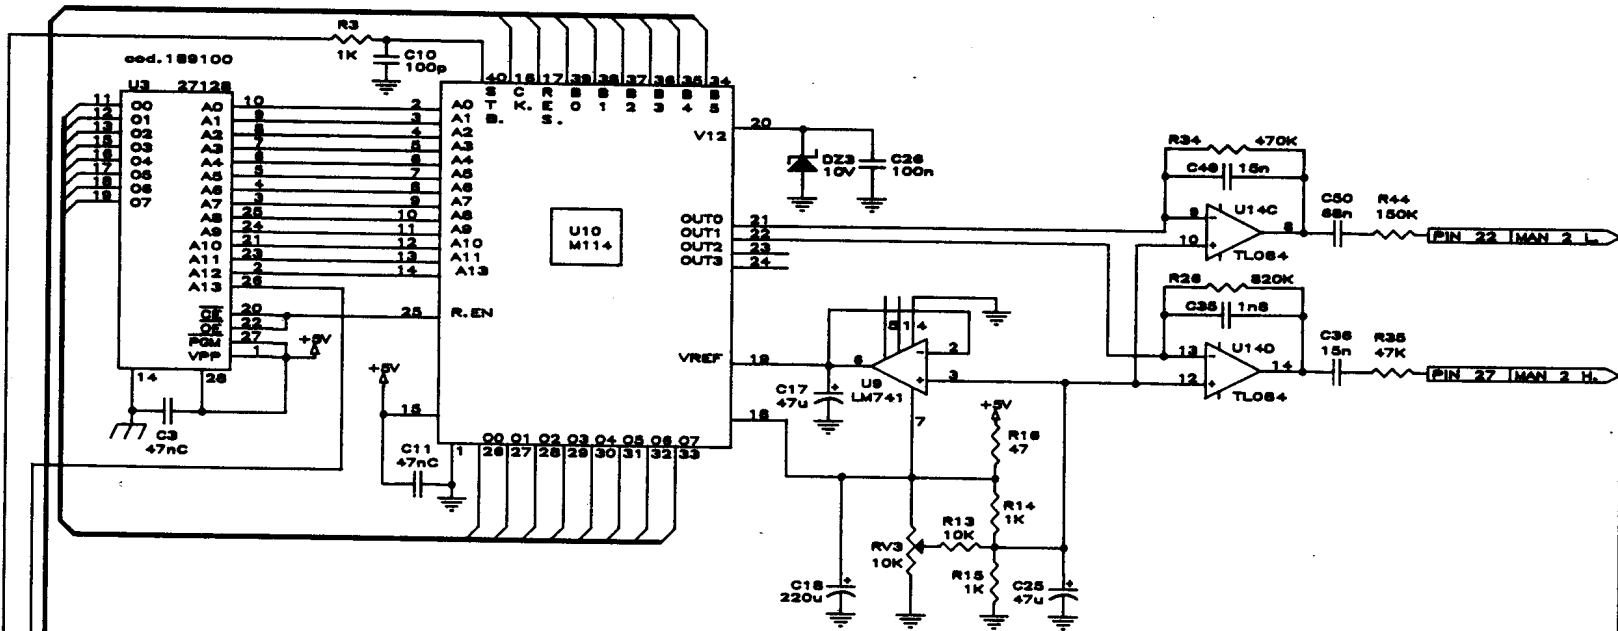 R3
1K
C10
100p
cod.189100
U3 27128
11 O0
12 O1
13 O2
15 O3
16 O4
17 O5
18 O6
19 O7
A0 10
A1 9
A2 8
A3 7
A4 6
A5 5
A6 4
A7 3
A8 25
A9 24
A10 21
A11 23
A12 2
A13 26
CE 20
OE 22
PGM 27
VPP 1
+5V
14 28
C3
47nC
40 18 17 39 38 37 36 35 34
STB. CK. RES. B0 B1 B2 B3 B4 B5
2 A0
3 A1
4 A2
5 A3
6 A4
7 A5
8 A6
9 A7
10 A8
11 A9
12 A10
13 A11
14 A13
25 R.EN
U10
M114
V12 20
OUT0 21
OUT1 22
OUT2 23
OUT3 24
VREF 19
16
+5V
15
C11
47nC
1
O0 O1 O2 O3 O4 O5 O6 O7
26 27 28 29 30 31 32 33
DZ3
10V
C26
100n
R34 470K
C49 15n
9 -
10 +
U14C
8
TL084
C50
68n
R44
150K
PIN 22 MAN 2 L.
R26 820K
C35 1n8
13 -
12 +
U14D
14
TL084
C36
15n
R35
47K
PIN 27 MAN 2 H.
5 1 4
6
2
3
7
U9
LM741
C17
47u
+5V
R16
47
R14
1K
R13
10K
RV3
10K
R15
1K
C18
220u
C25
47u